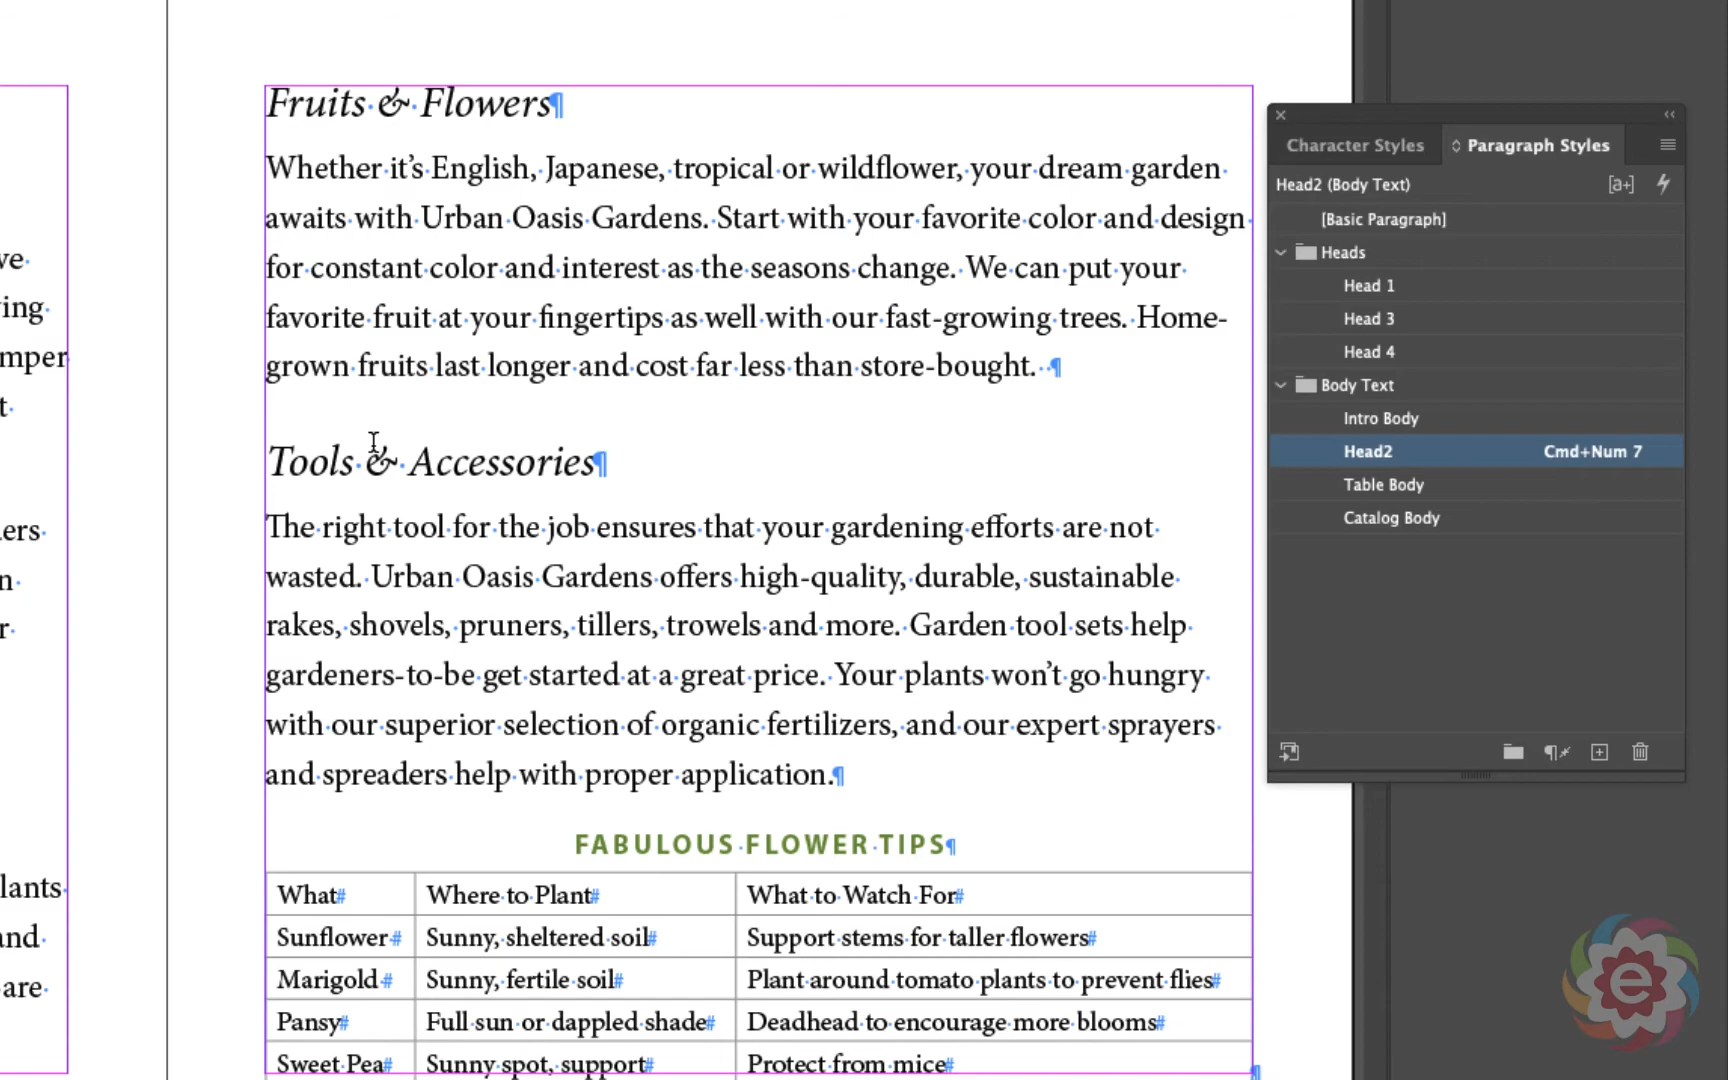 ve
ving
mper
t
ers
n
r
lants
and
are
Fruits & Flowers¶
Whether it’s English, Japanese, tropical or wildflower, your dream garden
awaits with Urban Oasis Gardens. Start with your favorite color and design
for constant color and interest as the seasons change. We can put your
favorite fruit at your fingertips as well with our fast-growing trees. Home-
grown fruits last longer and cost far less than store-bought. ¶
Tools & Accessories¶
The right tool for the job ensures that your gardening efforts are not
wasted. Urban Oasis Gardens offers high-quality, durable, sustainable
rakes, shovels, pruners, tillers, trowels and more. Garden tool sets help
gardeners-to-be get started at a great price. Your plants won’t go hungry
with our superior selection of organic fertilizers, and our expert sprayers
and spreaders help with proper application.¶
FABULOUS FLOWER TIPS¶
What# Where to Plant# What to Watch For#
Sunflower # Sunny, sheltered soil# Support stems for taller flowers#
Marigold # Sunny, fertile soil# Plant around tomato plants to prevent flies#
Pansy# Full sun or dappled shade# Deadhead to encourage more blooms#
Sweet Pea# Sunny spot, support# Protect from mice#
Character Styles Paragraph Styles
Head2 (Body Text) [a+]
[Basic Paragraph]
Heads
Head 1
Head 3
Head 4
Body Text
Intro Body
Head2 Cmd+Num 7
Table Body
Catalog Body
e